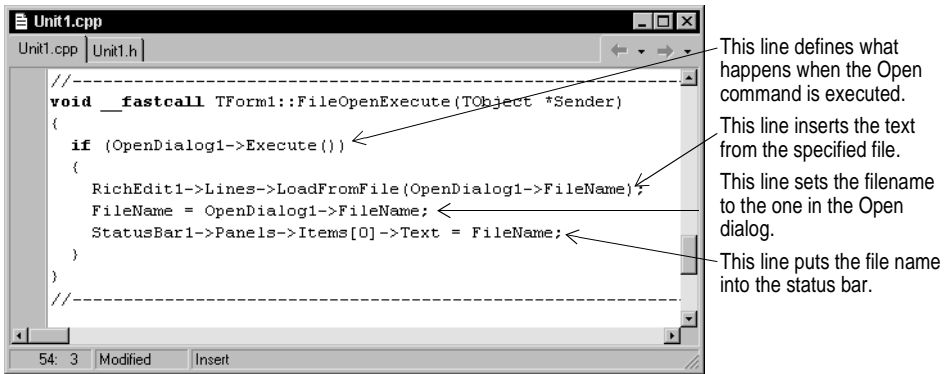 Unit1.cpp
Unit1.cpp Unit1.h
//---------------------------------------------------------------------------
void __fastcall TForm1::FileOpenExecute(TObject *Sender)
{
if (OpenDialog1->Execute())
{
RichEdit1->Lines->LoadFromFile(OpenDialog1->FileName);
FileName = OpenDialog1->FileName;
StatusBar1->Panels->Items[0]->Text = FileName;
}
}
//---------------------------------------------------------------------------
54: 3 Modified Insert
This line defines what
happens when the Open
command is executed.
This line inserts the text
from the specified file.
This line sets the filename
to the one in the Open
dialog.
This line puts the file name
into the status bar.